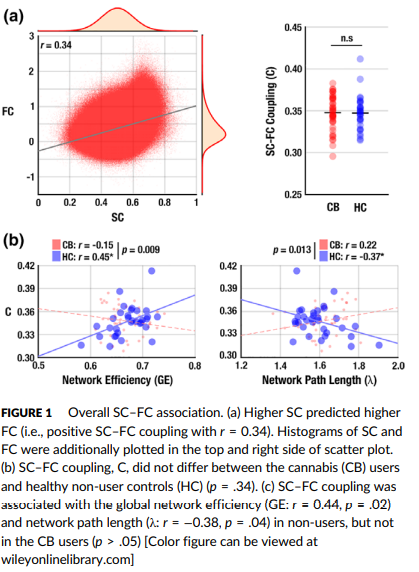 (a)
r = 0.34
3
2
1
0
-1
FC
0 0.2 0.4 0.6 0.8 1
SC
0.45
0.40
0.35
0.30
0.25
SC–FC Coupling (C)
n.s
CB HC
(b)
CB: r = -0.15
HC: r = 0.45*
p = 0.009
0.42
0.39
C 0.36
0.33
0.30
0.5 0.6 0.7 0.8
Network Efficiency (GE)
p = 0.013
CB: r = 0.22
HC: r = -0.37*
0.42
0.39
0.36
0.33
0.30
1.2 1.4 1.6 1.8 2.0
Network Path Length (λ)
FIGURE 1 Overall SC–FC association. (a) Higher SC predicted higher
FC (i.e., positive SC–FC coupling with r = 0.34). Histograms of SC and
FC were additionally plotted in the top and right side of scatter plot.
(b) SC–FC coupling, C, did not differ between the cannabis (CB) users
and healthy non-user controls (HC) (p = .34). (c) SC–FC coupling was
associated with the global network efficiency (GE: r = 0.44, p = .02)
and network path length (λ: r = −0.38, p = .04) in non-users, but not
in the CB users (p > .05) [Color figure can be viewed at
wileyonlinelibrary.com]